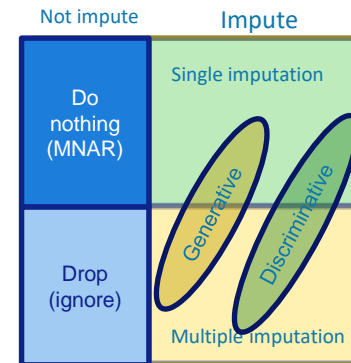 Not impute
Impute
Single imputation
Do
nothing
(MNAR)
Generative
Discriminative
Drop
(ignore)
Multiple imputation